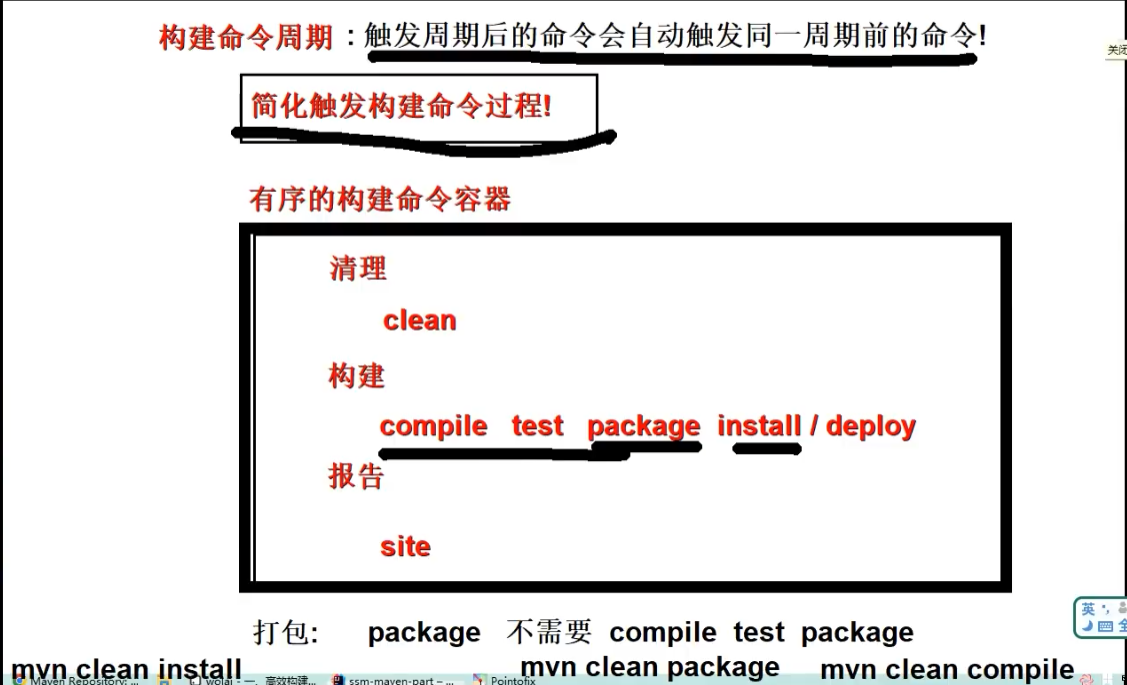 构建命令周期 : 触发周期后的命令会自动触发同一周期前的命令!
关闭
简化触发构建命令过程!
有序的构建命令容器
清理
clean
构建
compile test package install / deploy
报告
site
英
打包: package 不需要 compile test package
mvn clean install mvn clean package mvn clean compile
Maven Repository: ... wolai - 一、高效构建... ssm-maven-part – ... Pointofix